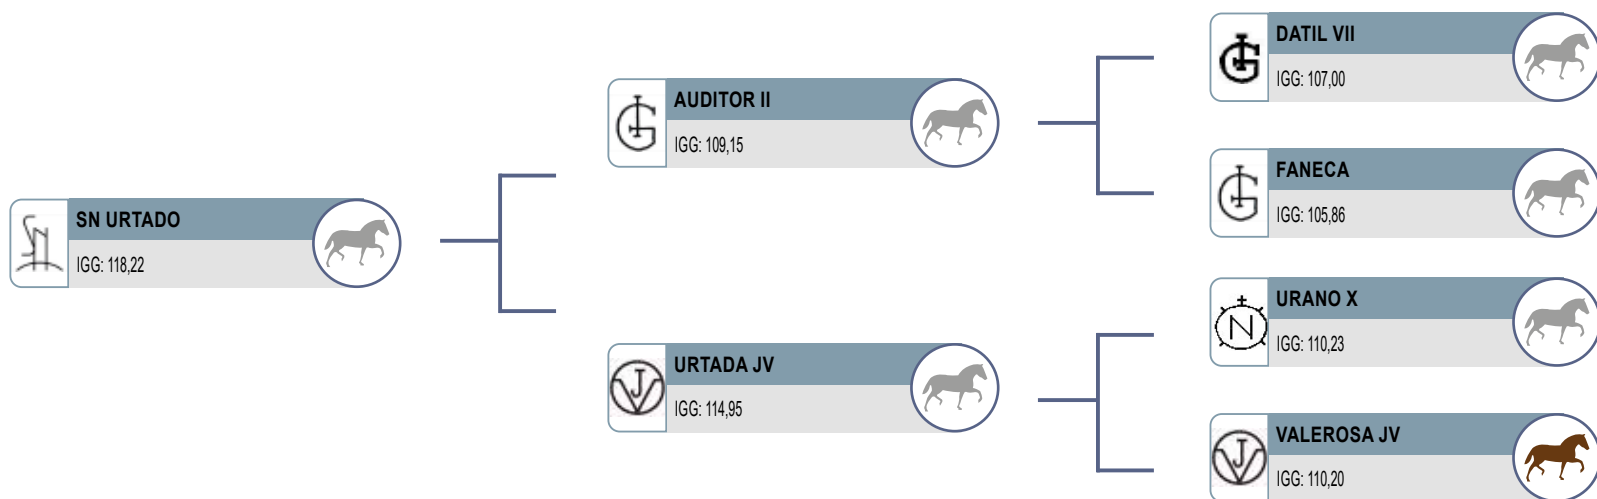 SN URTADO
IGG: 118,22
AUDITOR II
IGG: 109,15
URTADA JV
IGG: 114,95
DATIL VII
IGG: 107,00
FANECA
IGG: 105,86
URANO X
IGG: 110,23
VALEROSA JV
IGG: 110,20